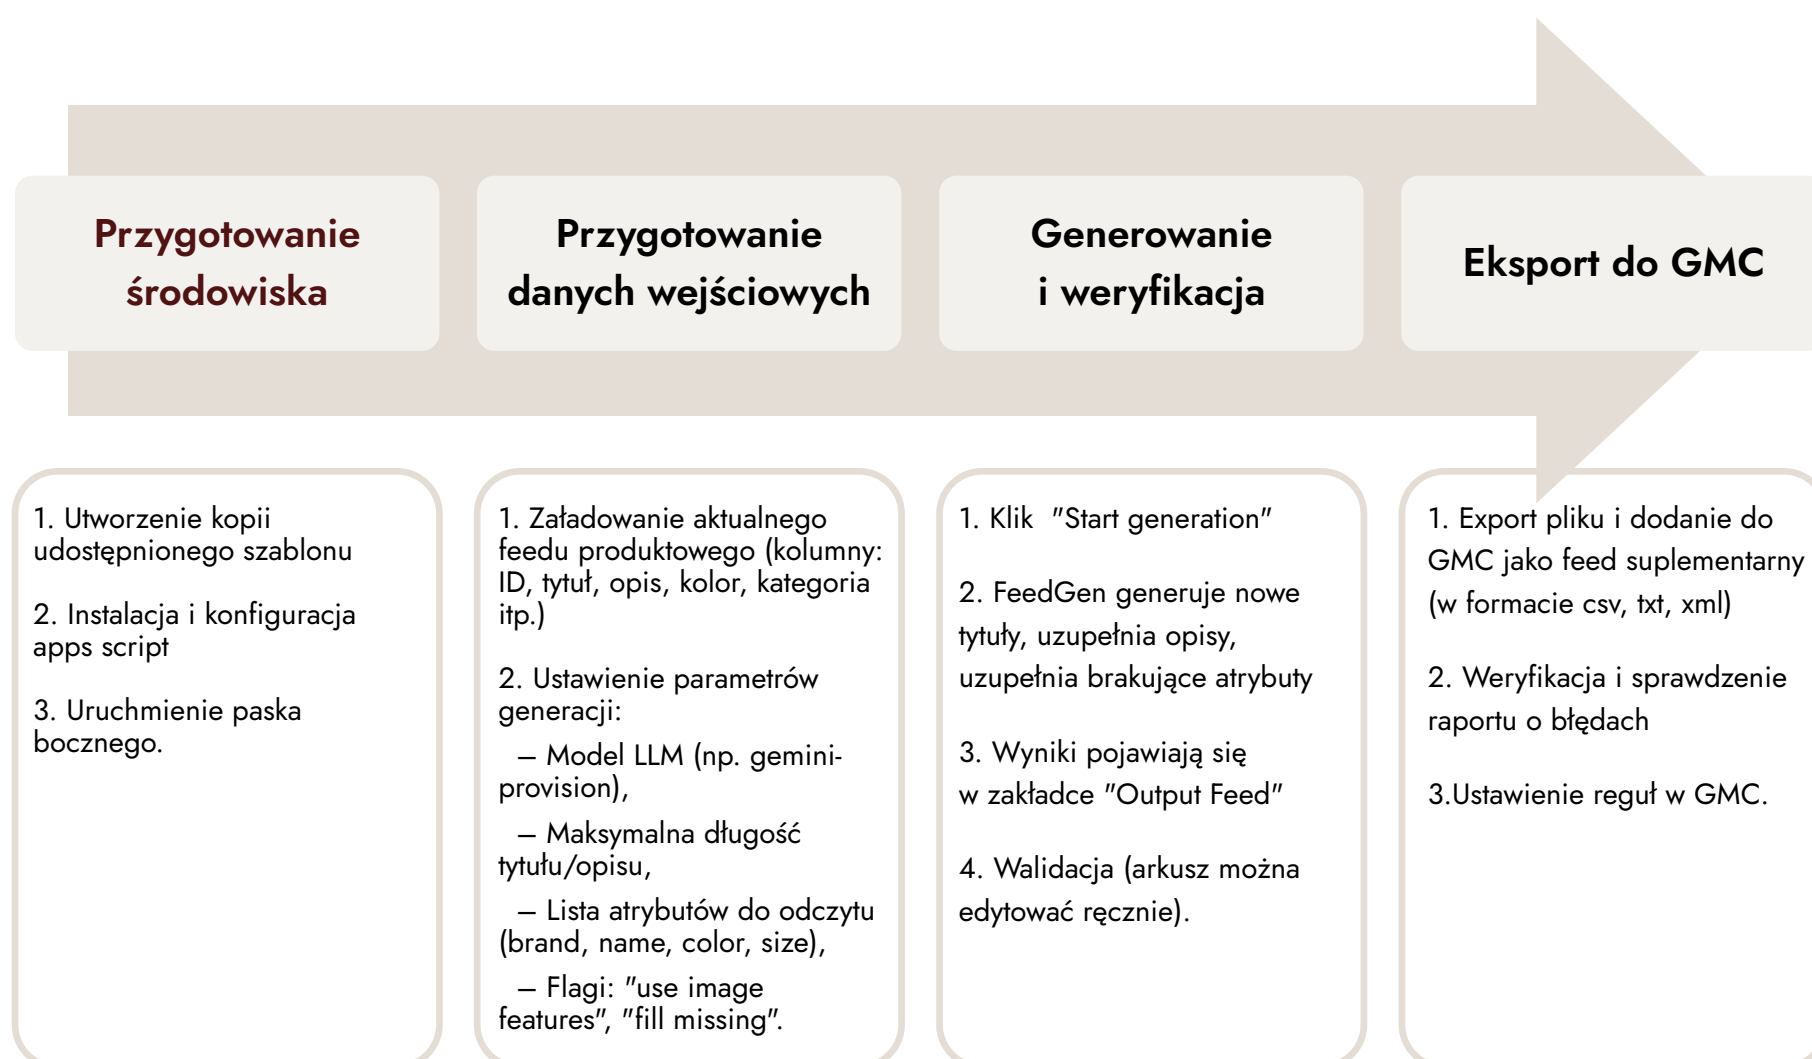 Przygotowanie
środowiska
Przygotowanie
danych wejściowych
Generowanie
i weryfikacja
Eksport do GMC
1. Utworzenie kopii
udostępnionego szablonu
2. Instalacja i konfiguracja
apps script
3. Uruchmienie paska
bocznego.
1. Załadowanie aktualnego
feedu produktowego (kolumny:
ID, tytuł, opis, kolor, kategoria
itp.)
2. Ustawienie parametrów
generacji:
– Model LLM (np. gemini-
provision),
– Maksymalna długość
tytułu/opisu,
– Lista atrybutów do odczytu
(brand, name, color, size),
– Flagi: "use image
features", "fill missing".
1. Klik  "Start generation"
2. FeedGen generuje nowe
tytuły, uzupełnia opisy,
uzupełnia brakujące atrybuty
3. Wyniki pojawiają się
w zakładce "Output Feed"
4. Walidacja (arkusz można
edytować ręcznie).
1. Export pliku i dodanie do
GMC jako feed suplementarny
(w formacie csv, txt, xml)
2. Weryfikacja i sprawdzenie
raportu o błędach
3.Ustawienie reguł w GMC.